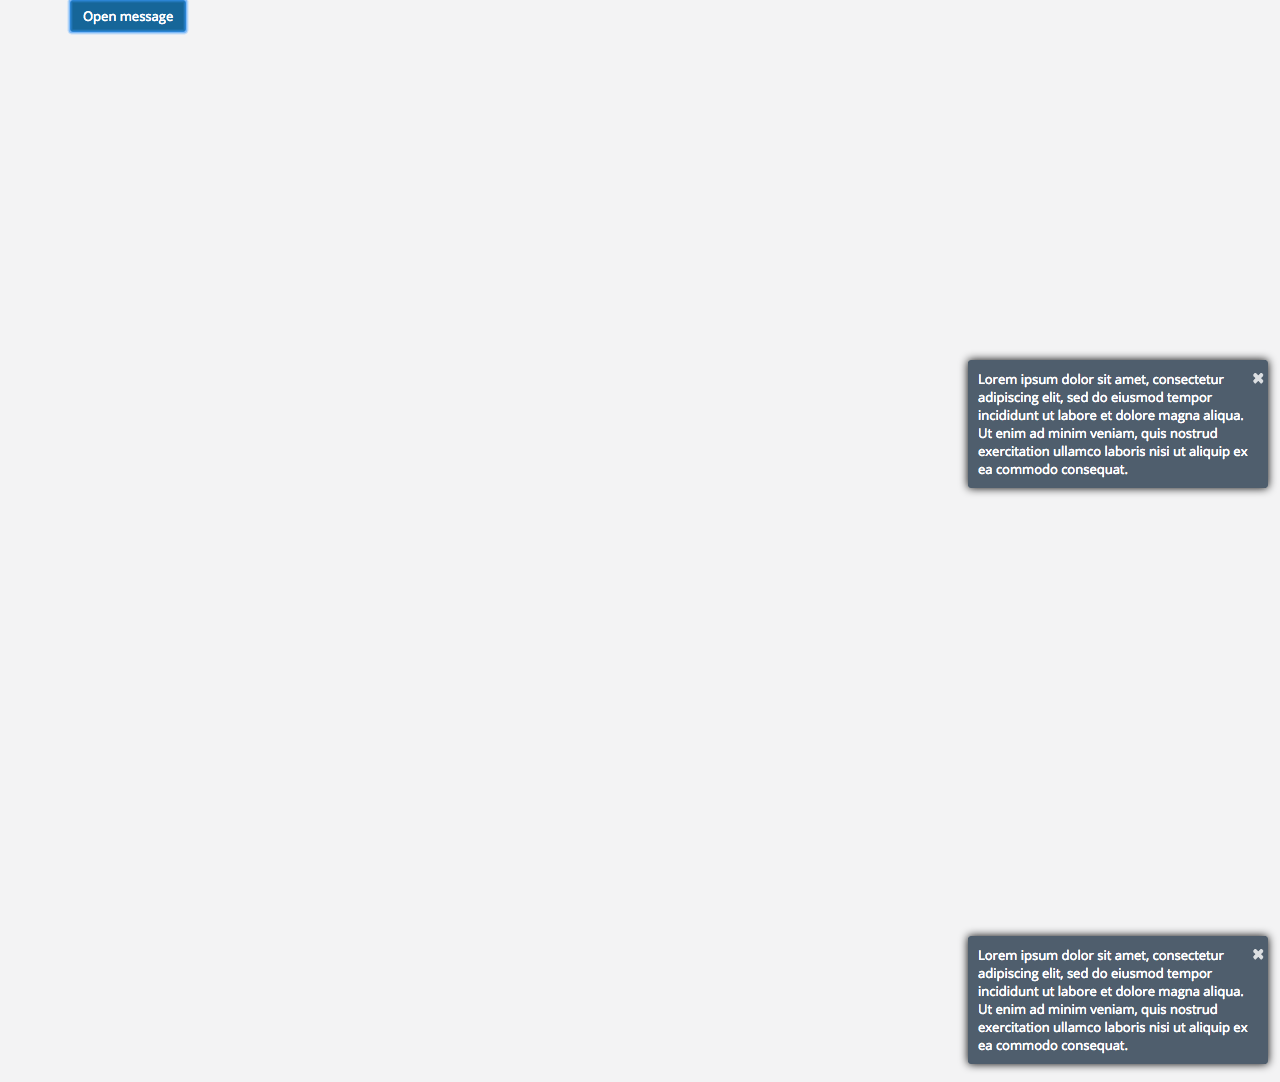 Open message
Lorem ipsum dolor sit amet, consectetur
adipiscing elit, sed do eiusmod tempor
incididunt ut labore et dolore magna aliqua.
Ut enim ad minim veniam, quis nostrud
exercitation ullamco laboris nisi ut aliquip ex
ea commodo consequat.
Lorem ipsum dolor sit amet, consectetur
adipiscing elit, sed do eiusmod tempor
incididunt ut labore et dolore magna aliqua.
Ut enim ad minim veniam, quis nostrud
exercitation ullamco laboris nisi ut aliquip ex
ea commodo consequat.